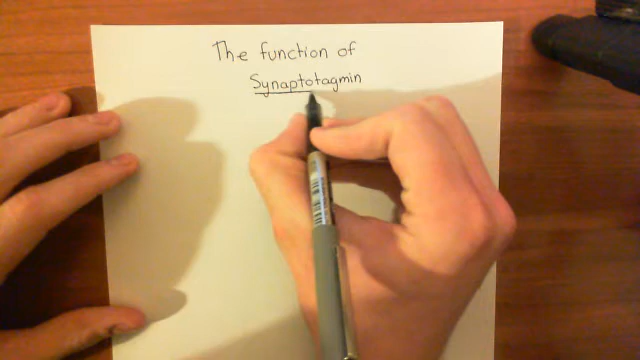 The function of
Synaptotagmin